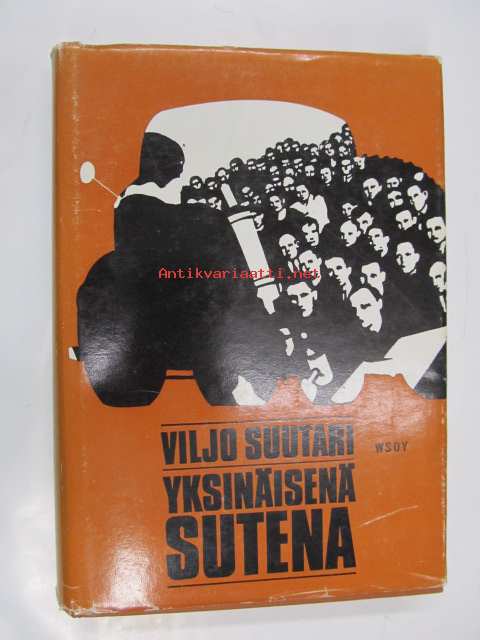 Antikvariaatti.net
VILJO SUUTARI
WSOY
YKSINÄISENÄ
SUTENA